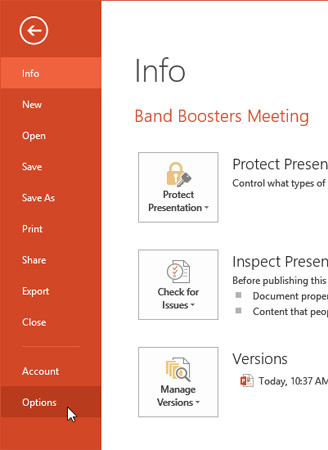 Info
New
Open
Save
Save As
Print
Share
Export
Close
Account
Options
Info
Band Boosters Meeting
Protect
Presentation
Protect Presen
Control what types of
Check for
Issues
Inspect Presen
Before publishing this
Document proper
Content that peop
Manage
Versions
Versions
Today, 10:37 AM